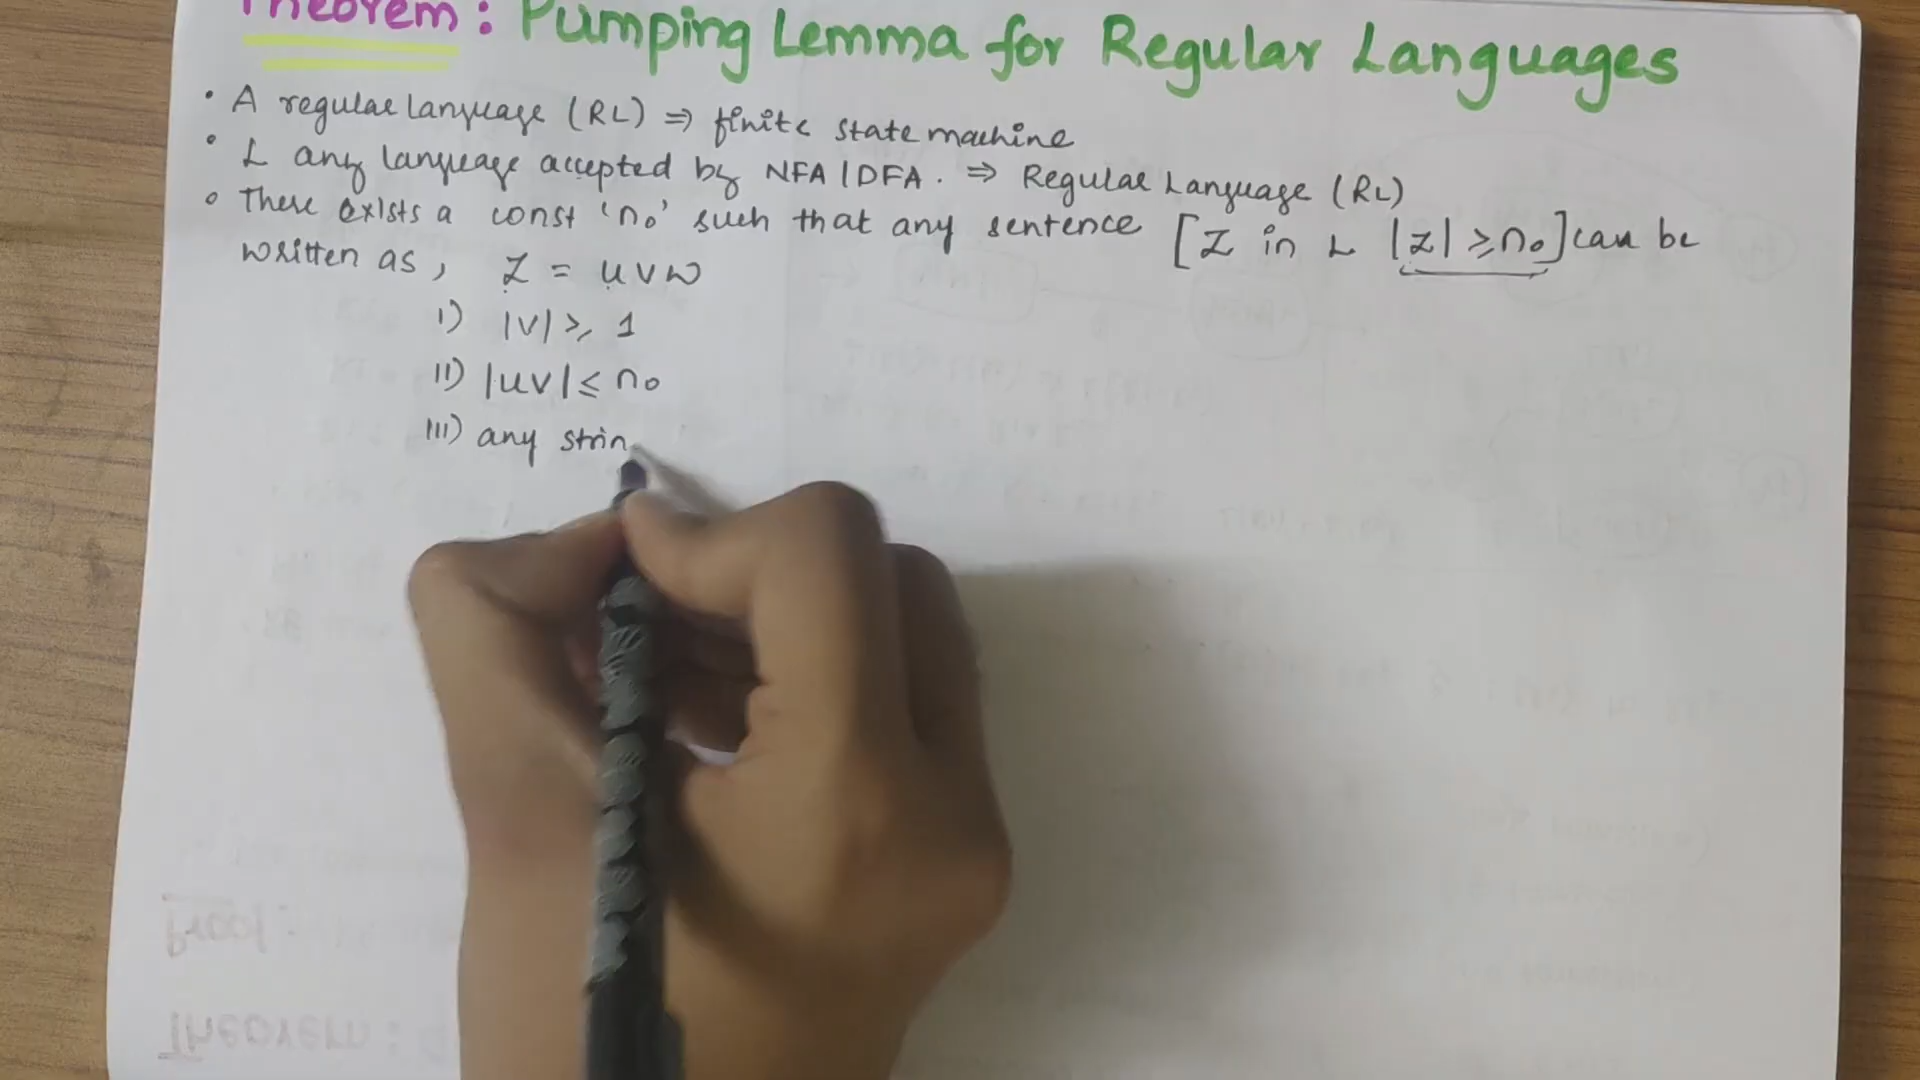 Theorem: Pumping Lemma for Regular Languages
• A regular language (RL) ⇒ finite state machine
• L any language accepted by NFA|DFA. ⇒ Regular Language (RL)
• There exists a const 'n₀' such that any sentence [Z in L |z| ≥ n₀] can be
written as, Z = uvw
i) |v| ≥ 1
ii) |uv| ≤ n₀
iii) any strin
Proof:
Theorem: